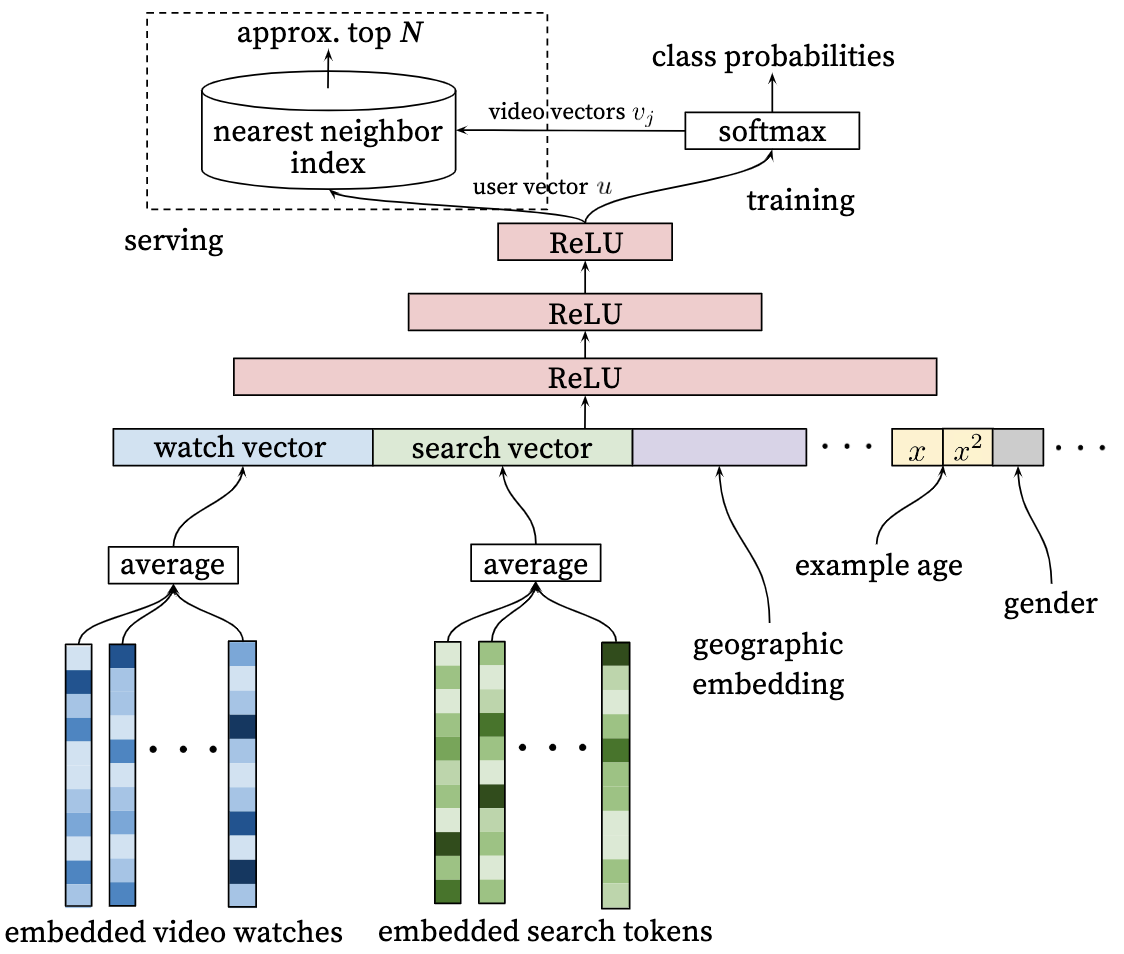 approx. top N
class probabilities
nearest neighbor
index
video vectors v_j
softmax
user vector u
training
serving
ReLU
ReLU
ReLU
watch vector
search vector
· · ·
x
x²
· · ·
average
average
example age
gender
geographic
embedding
· · ·
· · ·
embedded video watches
embedded search tokens